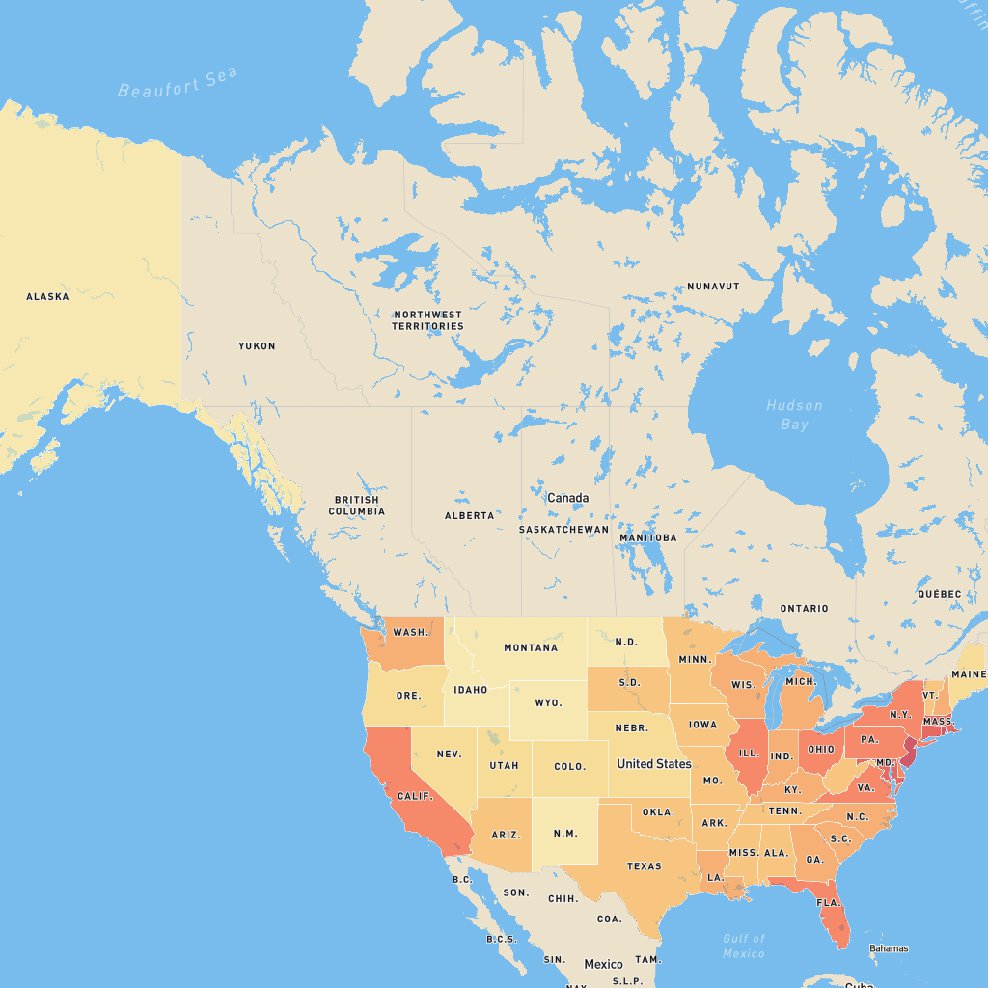 Beaufort Sea
ALASKA
NUNAVUT
NORTHWEST
TERRITORIES
YUKON
Hudson
Bay
BRITISH
COLUMBIA
Canada
ALBERTA
SASKATCHEWAN
MANITOBA
QUÉBEC
ONTARIO
WASH.
MONTANA
N.D.
MINN.
MAINE
IDAHO
S.D.
WIS.
MICH.
ORE.
VT.
WYO.
N.Y.
MASS.
NEBR.
IOWA
NEV.
UTAH
COLO.
United States
ILL.
IND.
OHIO
PA.
MD.
CALIF.
MO.
KY.
VA.
OKLA
TENN.
N.C.
ARIZ.
N.M.
ARK.
S.C.
MISS.
ALA.
GA.
TEXAS
LA.
B.C.
SON.
CHIH.
FLA.
COA.
B.C.S.
Gulf of
Mexico
Bahamas
SIN.
Mexico
TAM.
S.L.P.
NAY.
Cuba